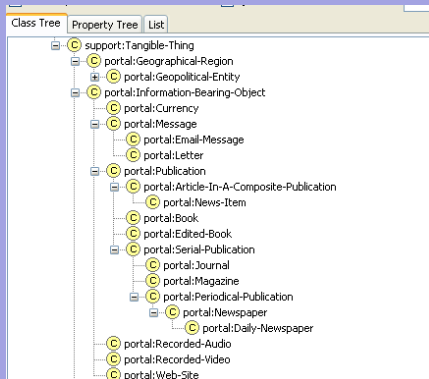 Class Tree Property Tree List
C support:Tangible-Thing
C portal:Geographical-Region
C portal:Geopolitical-Entity
C portal:Information-Bearing-Object
C portal:Currency
C portal:Message
C portal:Email-Message
C portal:Letter
C portal:Publication
C portal:Article-In-A-Composite-Publication
C portal:News-Item
C portal:Book
C portal:Edited-Book
C portal:Serial-Publication
C portal:Journal
C portal:Magazine
C portal:Periodical-Publication
C portal:Newspaper
C portal:Daily-Newspaper
C portal:Recorded-Audio
C portal:Recorded-Video
C portal:Web-Site